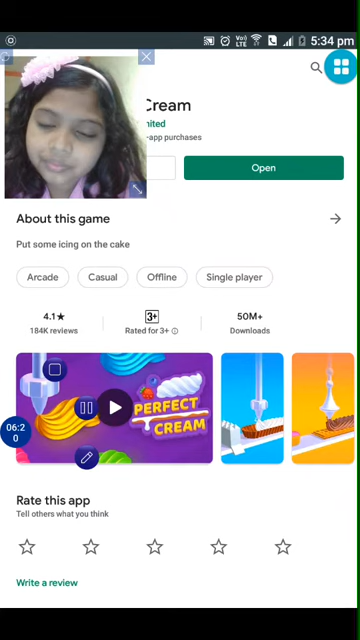 5:34 pm
Vo)
LTE
Cream
nited
-app purchases
Open
About this game
Put some icing on the cake
Arcade
Casual
Offline
Single player
4.1★
184K reviews
3+
Rated for 3+
50M+
Downloads
PERFECT
CREAM
06:2
0
Rate this app
Tell others what you think
Write a review